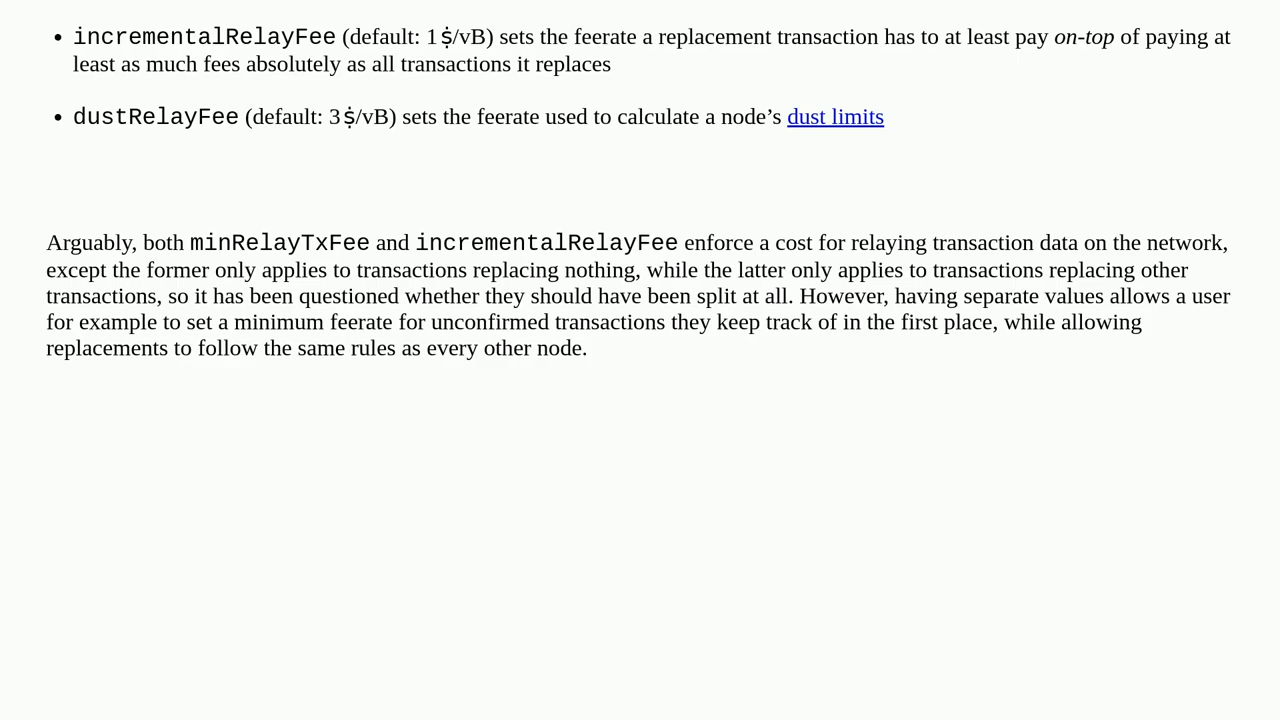 • incrementalRelayFee (default: 1 ṩ/vB) sets the feerate a replacement transaction has to at least pay on-top of paying at
least as much fees absolutely as all transactions it replaces
• dustRelayFee (default: 3 ṩ/vB) sets the feerate used to calculate a node’s dust limits
Arguably, both minRelayTxFee and incrementalRelayFee enforce a cost for relaying transaction data on the network,
except the former only applies to transactions replacing nothing, while the latter only applies to transactions replacing other
transactions, so it has been questioned whether they should have been split at all. However, having separate values allows a user
for example to set a minimum feerate for unconfirmed transactions they keep track of in the first place, while allowing
replacements to follow the same rules as every other node.